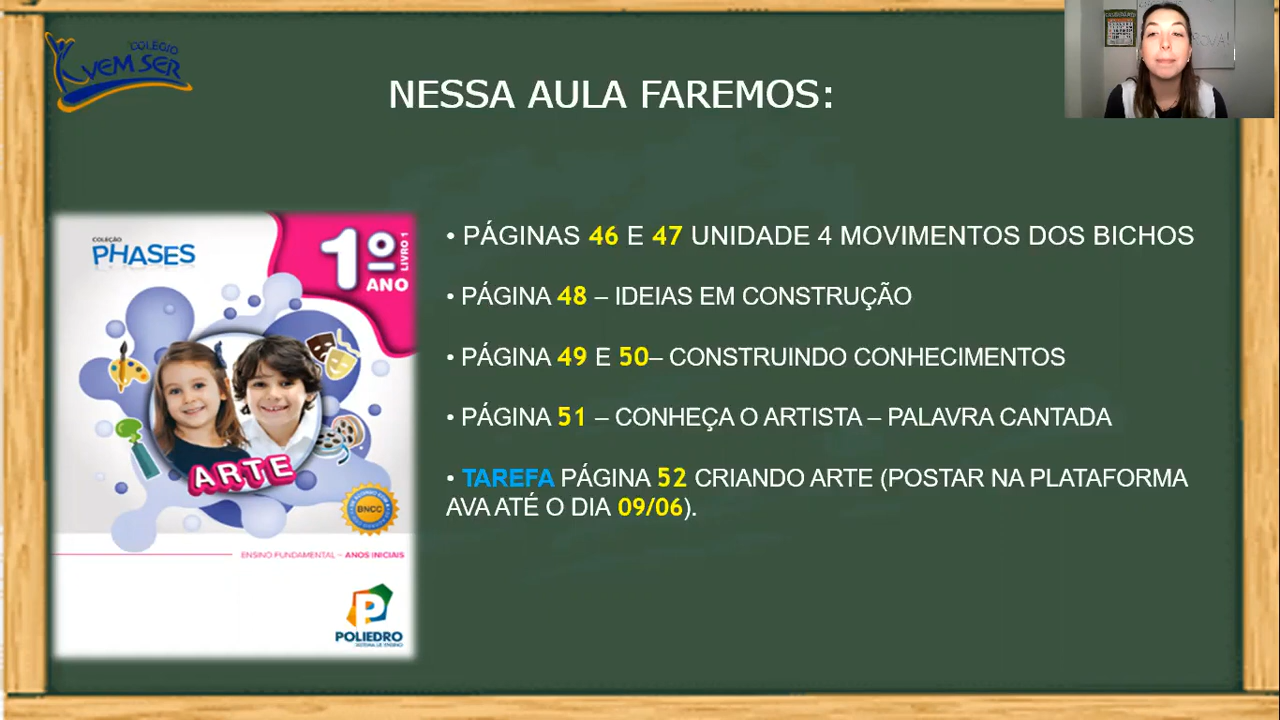 COLÉGIO
VEM SER
NESSA AULA FAREMOS:
COLEÇÃO
PHASES
1º
ANO
LIVRO 1
ARTE
BNCC
ENSINO FUNDAMENTAL – ANOS INICIAIS
POLIEDRO
SISTEMA DE ENSINO
• PÁGINAS 46 E 47 UNIDADE 4 MOVIMENTOS DOS BICHOS
• PÁGINA 48 – IDEIAS EM CONSTRUÇÃO
• PÁGINA 49 E 50– CONSTRUINDO CONHECIMENTOS
• PÁGINA 51 – CONHEÇA O ARTISTA – PALAVRA CANTADA
• TAREFA PÁGINA 52 CRIANDO ARTE (POSTAR NA PLATAFORMA
AVA ATÉ O DIA 09/06).